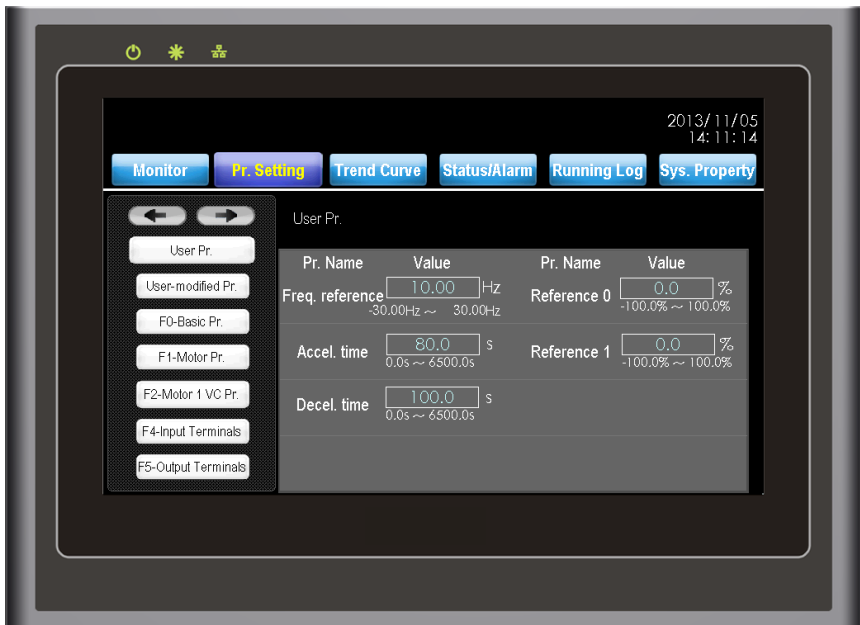 2013/11/05
14:11:14
Monitor Pr. Setting Trend Curve Status/Alarm Running Log Sys. Property
User Pr.
User Pr.
User-modified Pr.
F0-Basic Pr.
F1-Motor Pr.
F2-Motor 1 VC Pr.
F4-Input Terminals
F5-Output Terminals
Pr. Name Value Pr. Name Value
Freq. reference 10.00 Hz Reference 0 0.0 %
-30.00Hz ~ 30.00Hz -100.0% ~ 100.0%
Accel. time 80.0 s Reference 1 0.0 %
0.0s ~ 6500.0s -100.0% ~ 100.0%
Decel. time 100.0 s
0.0s ~ 6500.0s